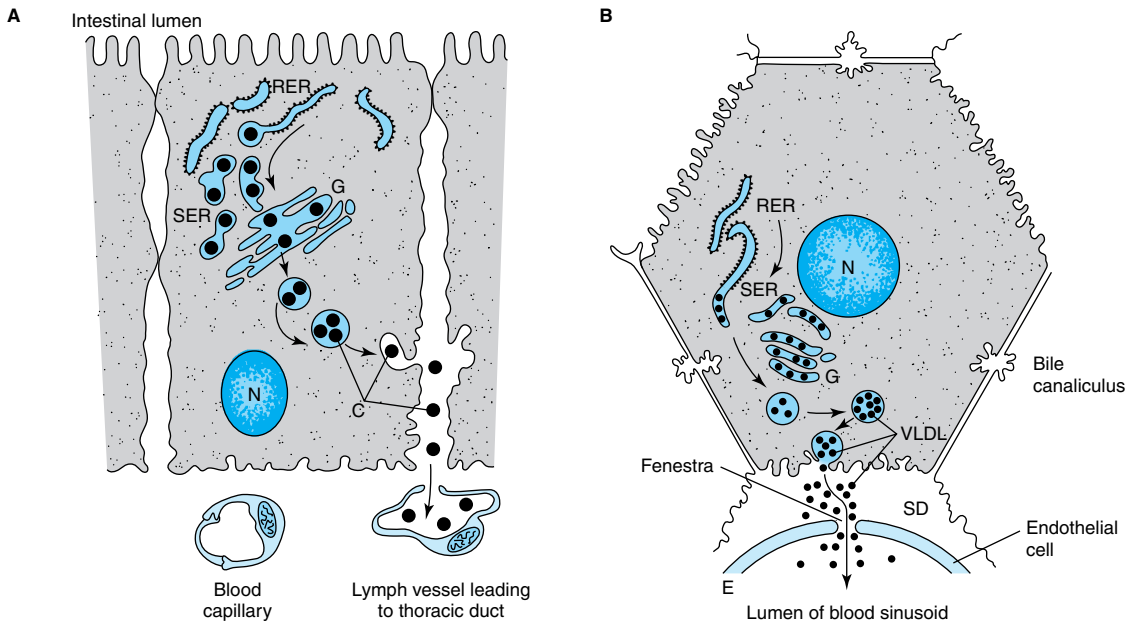 A
Intestinal lumen
RER
G
SER
N
C
Blood
capillary
Lymph vessel leading
to thoracic duct
B
RER
N
SER
G
Bile
canaliculus
VLDL
Fenestra
SD
Endothelial
cell
E
Lumen of blood sinusoid